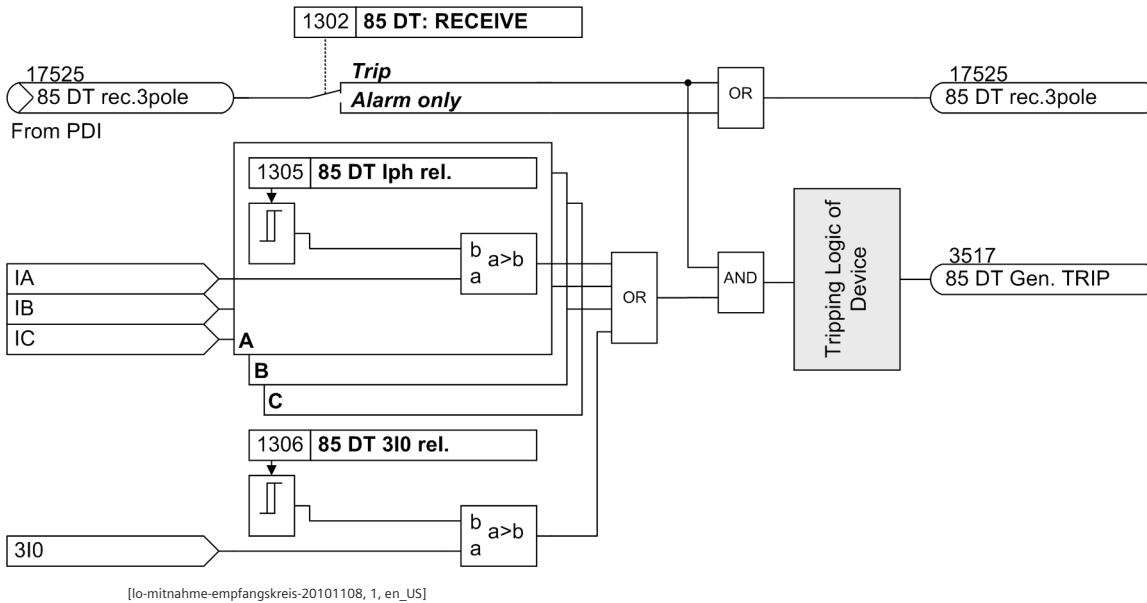 1302 85 DT: RECEIVE
17525
85 DT rec.3pole
From PDI
Trip
Alarm only
OR
17525
85 DT rec.3pole
1305 85 DT Iph rel.
b
a
a>b
IA
IB
IC
A
B
C
OR
AND
Tripping Logic of
Device
3517
85 DT Gen. TRIP
1306 85 DT 3I0 rel.
b
a
a>b
3I0
[lo-mitnahme-empfangskreis-20101108, 1, en_US]